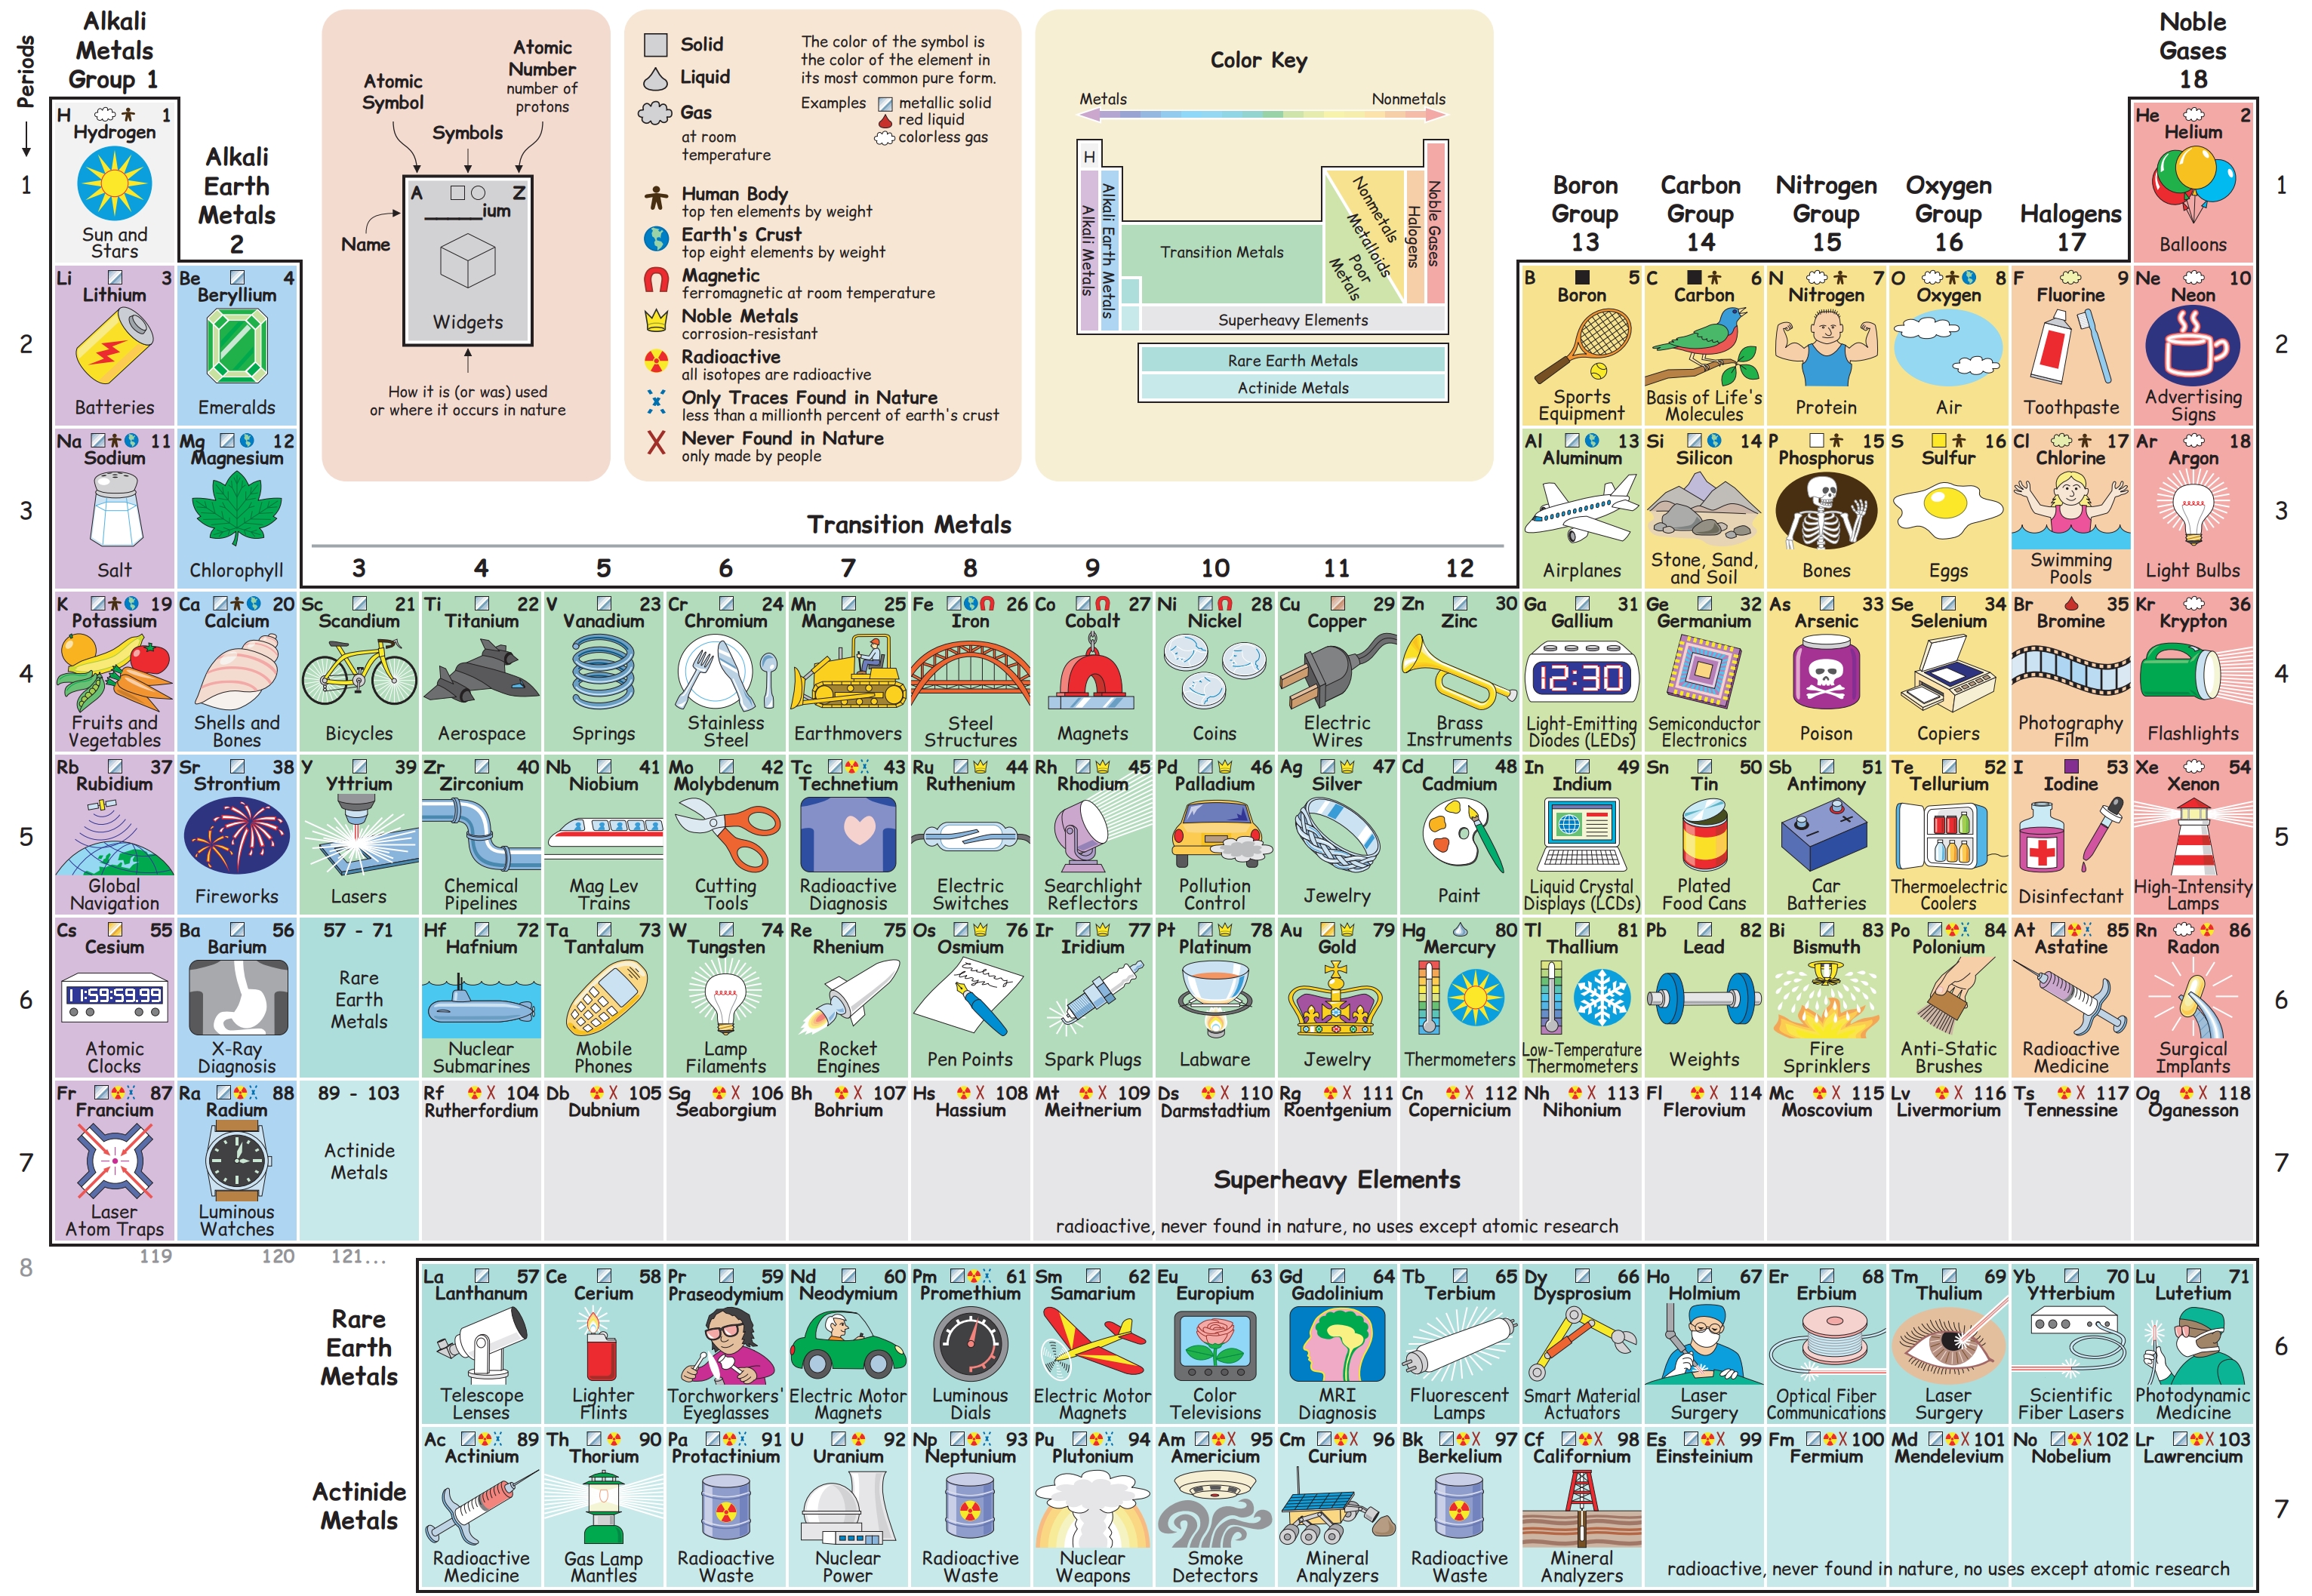 Alkali
Metals
Group 1
Noble
Gases
18
Periods
Alkali
Earth
Metals
2
Atomic
Symbol
Atomic
Number
number of
protons
Symbols
A Z
______ium
Name
Widgets
How it is (or was) used
or where it occurs in nature
Solid
Liquid
Gas
at room
temperature
The color of the symbol is
the color of the element in
its most common pure form.
Examples metallic solid
red liquid
colorless gas
Human Body
top ten elements by weight
Earth's Crust
top eight elements by weight
Magnetic
ferromagnetic at room temperature
Noble Metals
corrosion-resistant
Radioactive
all isotopes are radioactive
Only Traces Found in Nature
less than a millionth percent of earth's crust
Never Found in Nature
only made by people
Color Key
Metals Nonmetals
H
Alkali Metals
Alkali Earth Metals
Transition Metals
Nonmetals
Metalloids
Poor
Metals
Halogens
Noble Gases
Superheavy Elements
Rare Earth Metals
Actinide Metals
Boron
Group
13
Carbon
Group
14
Nitrogen
Group
15
Oxygen
Group
16
Halogens
17
1
H 1
Hydrogen
Sun and
Stars
He 2
Helium
Balloons
1
2
Li 3
Lithium
Batteries
Be 4
Beryllium
Emeralds
B 5
Boron
Sports
Equipment
C 6
Carbon
Basis of Life's
Molecules
N 7
Nitrogen
Protein
O 8
Oxygen
Air
F 9
Fluorine
Toothpaste
Ne 10
Neon
Advertising
Signs
2
3
Na 11
Sodium
Salt
Mg 12
Magnesium
Chlorophyll
Transition Metals
3 4 5 6 7 8 9 10 11 12
Al 13
Aluminum
Airplanes
Si 14
Silicon
Stone, Sand,
and Soil
P 15
Phosphorus
Bones
S 16
Sulfur
Eggs
Cl 17
Chlorine
Swimming
Pools
Ar 18
Argon
Light Bulbs
3
4
K 19
Potassium
Fruits and
Vegetables
Ca 20
Calcium
Shells and
Bones
Sc 21
Scandium
Bicycles
Ti 22
Titanium
Aerospace
V 23
Vanadium
Springs
Cr 24
Chromium
Stainless
Steel
Mn 25
Manganese
Earthmovers
Fe 26
Iron
Steel
Structures
Co 27
Cobalt
Magnets
Ni 28
Nickel
Coins
Cu 29
Copper
Electric
Wires
Zn 30
Zinc
Brass
Instruments
Ga 31
Gallium
12:30
Light-Emitting
Diodes (LEDs)
Ge 32
Germanium
Semiconductor
Electronics
As 33
Arsenic
Poison
Se 34
Selenium
Copiers
Br 35
Bromine
Photography
Film
Kr 36
Krypton
Flashlights
4
5
Rb 37
Rubidium
Global
Navigation
Sr 38
Strontium
Fireworks
Y 39
Yttrium
Lasers
Zr 40
Zirconium
Chemical
Pipelines
Nb 41
Niobium
Mag Lev
Trains
Mo 42
Molybdenum
Cutting
Tools
Tc 43
Technetium
Radioactive
Diagnosis
Ru 44
Ruthenium
Electric
Switches
Rh 45
Rhodium
Searchlight
Reflectors
Pd 46
Palladium
Pollution
Control
Ag 47
Silver
Jewelry
Cd 48
Cadmium
Paint
In 49
Indium
Liquid Crystal
Displays (LCDs)
Sn 50
Tin
Plated
Food Cans
Sb 51
Antimony
- +
Car
Batteries
Te 52
Tellurium
Thermoelectric
Coolers
I 53
Iodine
Disinfectant
Xe 54
Xenon
High-Intensity
Lamps
5
6
Cs 55
Cesium
11:59:59.99
Atomic
Clocks
Ba 56
Barium
X-Ray
Diagnosis
57 - 71
Rare
Earth
Metals
Hf 72
Hafnium
Nuclear
Submarines
Ta 73
Tantalum
Mobile
Phones
W 74
Tungsten
Lamp
Filaments
Re 75
Rhenium
Rocket
Engines
Os 76
Osmium
Pen Points
Ir 77
Iridium
Spark Plugs
Pt 78
Platinum
Labware
Au 79
Gold
Jewelry
Hg 80
Mercury
Thermometers
Tl 81
Thallium
Low-Temperature
Thermometers
Pb 82
Lead
Weights
Bi 83
Bismuth
Fire
Sprinklers
Po 84
Polonium
Anti-Static
Brushes
At 85
Astatine
Radioactive
Medicine
Rn 86
Radon
Surgical
Implants
6
7
Fr 87
Francium
Laser
Atom Traps
Ra 88
Radium
Luminous
Watches
89 - 103
Actinide
Metals
Rf 104
Rutherfordium
Db 105
Dubnium
Sg 106
Seaborgium
Bh 107
Bohrium
Hs 108
Hassium
Mt 109
Meitnerium
Ds 110
Darmstadtium
Rg 111
Roentgenium
Cn 112
Copernicium
Nh 113
Nihonium
Fl 114
Flerovium
Mc 115
Moscovium
Lv 116
Livermorium
Ts 117
Tennessine
Og 118
Oganesson
7
Superheavy Elements
radioactive, never found in nature, no uses except atomic research
8
119 120 121...
Rare
Earth
Metals
La 57
Lanthanum
Telescope
Lenses
Ce 58
Cerium
Lighter
Flints
Pr 59
Praseodymium
Torchworkers'
Eyeglasses
Nd 60
Neodymium
Electric Motor
Magnets
Pm 61
Promethium
Luminous
Dials
Sm 62
Samarium
Electric Motor
Magnets
Eu 63
Europium
Color
Televisions
Gd 64
Gadolinium
MRI
Diagnosis
Tb 65
Terbium
Fluorescent
Lamps
Dy 66
Dysprosium
Smart Material
Actuators
Ho 67
Holmium
Laser
Surgery
Er 68
Erbium
Optical Fiber
Communications
Tm 69
Thulium
Laser
Surgery
Yb 70
Ytterbium
Scientific
Fiber Lasers
Lu 71
Lutetium
Photodynamic
Medicine
6
Actinide
Metals
Ac 89
Actinium
Radioactive
Medicine
Th 90
Thorium
Gas Lamp
Mantles
Pa 91
Protactinium
Radioactive
Waste
U 92
Uranium
Nuclear
Power
Np 93
Neptunium
Radioactive
Waste
Pu 94
Plutonium
Nuclear
Weapons
Am 95
Americium
Smoke
Detectors
Cm 96
Curium
Mineral
Analyzers
Bk 97
Berkelium
Radioactive
Waste
Cf 98
Californium
Mineral
Analyzers
Es 99
Einsteinium
Fm 100
Fermium
Md 101
Mendelevium
No 102
Nobelium
Lr 103
Lawrencium
7
radioactive, never found in nature, no uses except atomic research